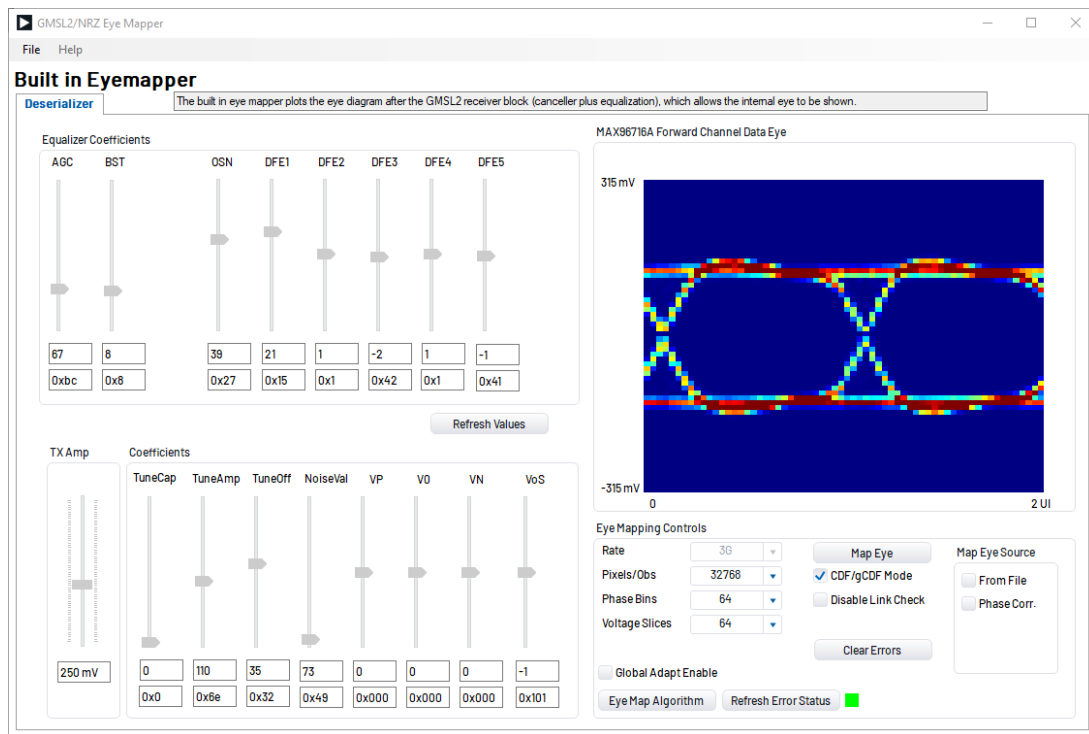 GMSL2/NRZ Eye Mapper
File Help
Built in Eyemapper
Deserializer
The built in eye mapper plots the eye diagram after the GMSL2 receiver block (canceller plus equalization), which allows the internal eye to be shown.
Equalizer Coefficients
AGC BST OSN DFE1 DFE2 DFE3 DFE4 DFE5
67 8 39 21 1 -2 1 -1
0xbc 0x8 0x27 0x15 0x1 0x42 0x1 0x41
Refresh Values
TX Amp
250 mV
Coefficients
TuneCap TuneAmp TuneOff NoiseVal VP V0 VN VoS
0 110 35 73 0 0 0 -1
0x0 0x6e 0x32 0x49 0x000 0x000 0x000 0x101
MAX96716A Forward Channel Data Eye
315 mV
-315 mV
0 2 UI
Eye Mapping Controls
Rate 3G
Pixels/Obs 32768
Phase Bins 64
Voltage Slices 64
Map Eye
CDF/gCDF Mode
Disable Link Check
Clear Errors
Map Eye Source
From File
Phase Corr.
Global Adapt Enable
Eye Map Algorithm Refresh Error Status